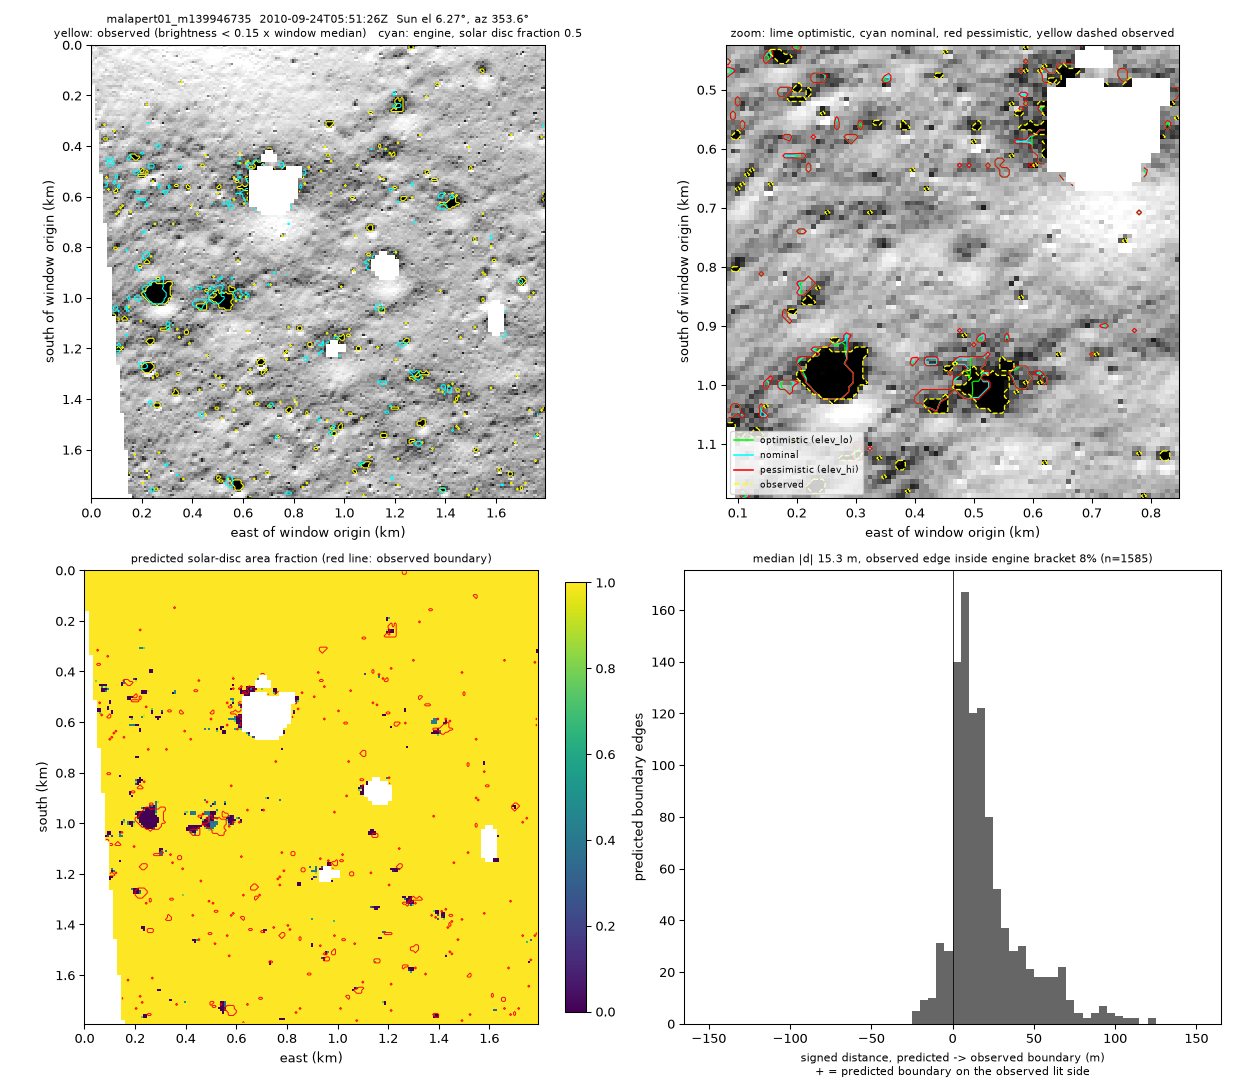 malapert01_m139946735  2010-09-24T05:51:26Z  Sun el 6.27°, az 353.6°
yellow: observed (brightness < 0.15 x window median)   cyan: engine, solar disc fraction 0.5
0.0
0.2
0.4
0.6
0.8
1.0
1.2
1.4
1.6
south of window origin (km)
0.0 0.2 0.4 0.6 0.8 1.0 1.2 1.4 1.6
east of window origin (km)
zoom: lime optimistic, cyan nominal, red pessimistic, yellow dashed observed
0.5
0.6
0.7
0.8
0.9
1.0
1.1
south of window origin (km)
optimistic (elev_lo)
nominal
pessimistic (elev_hi)
observed
0.1 0.2 0.3 0.4 0.5 0.6 0.7 0.8
east of window origin (km)
predicted solar-disc area fraction (red line: observed boundary)
0.0
0.2
0.4
0.6
0.8
1.0
1.2
1.4
1.6
south (km)
0.0 0.2 0.4 0.6 0.8 1.0 1.2 1.4 1.6
east (km)
1.0
0.8
0.6
0.4
0.2
0.0
median |d| 15.3 m, observed edge inside engine bracket 8% (n=1585)
160
140
120
100
80
60
40
20
0
predicted boundary edges
−150 −100 −50 0 50 100 150
signed distance, predicted -> observed boundary (m)
+ = predicted boundary on the observed lit side